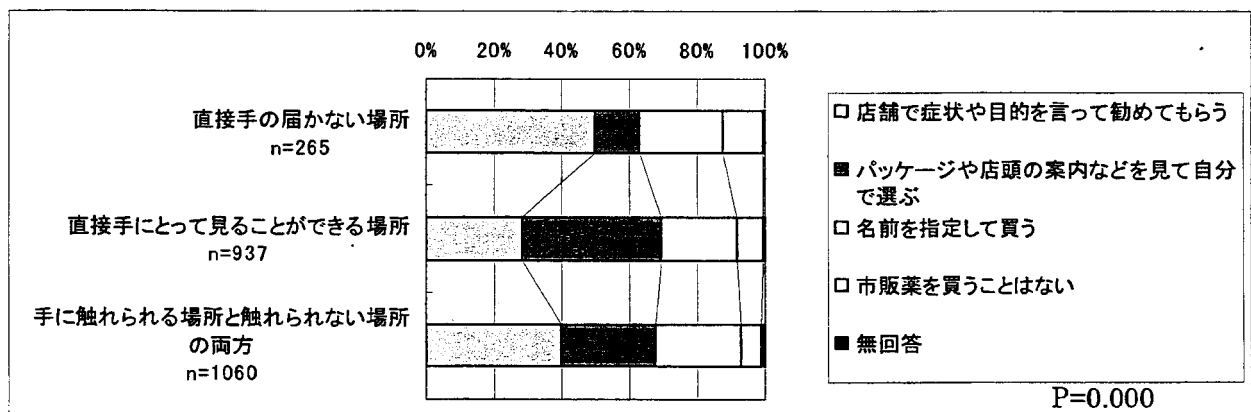 0% 20% 40% 60% 80% 100%
直接手の届かない場所
n=265
直接手にとって見ることができる場所
n=937
手に触れられる場所と触れられない場所
の両方
n=1060
店舗で症状や目的を言って勧めてもらう
パッケージや店頭の案内などを見て自分
で選ぶ
名前を指定して買う
市販薬を買うことはない
無回答
P=0.000